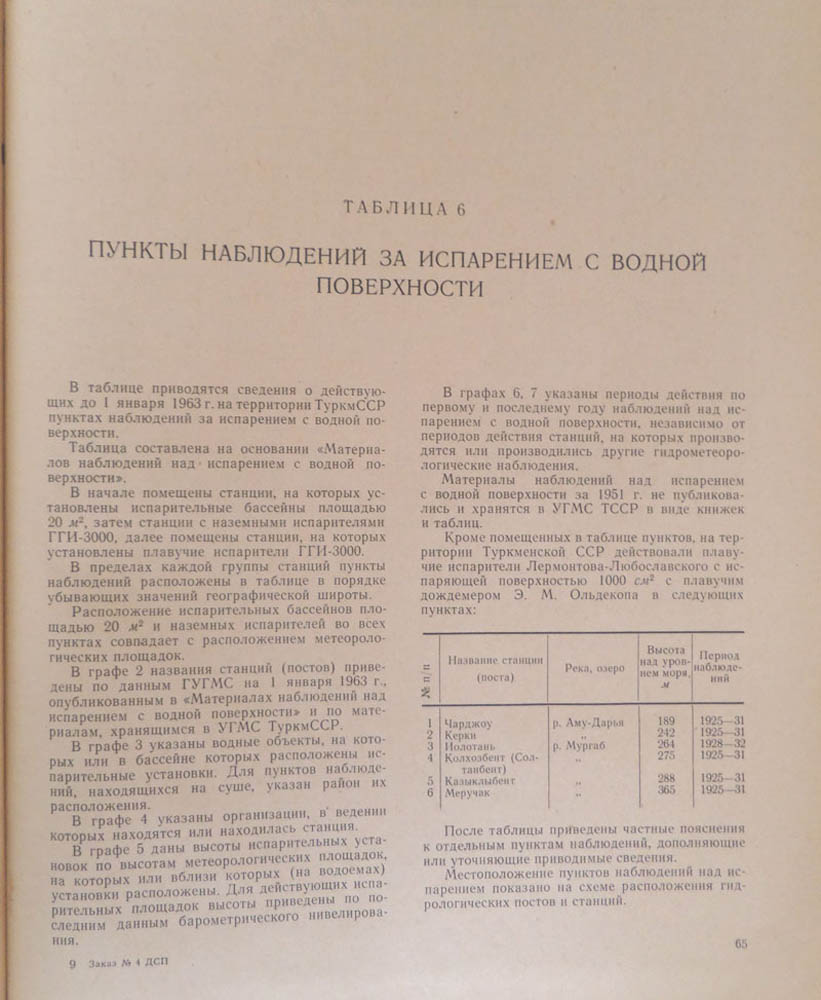 ТАБЛИЦА 6
ПУНКТЫ НАБЛЮДЕНИЙ ЗА ИСПАРЕНИЕМ С ВОДНОЙ
ПОВЕРХНОСТИ
В таблице приводятся сведения о действую-
щих до 1 января 1963 г. на территории ТуркмССР
пунктах наблюдений за испарением с водной по-
верхности.
Таблица составлена на основании «Материа-
лов наблюдений над испарением с водной по-
верхности».
В начале помещены станции, на которых ус-
тановлены испарительные бассейны площадью
20 м², затем станции с наземными испарителями
ГГИ-3000, далее помещены станции, на которых
установлены плавучие испарители ГГИ-3000.
В пределах каждой группы станций пункты
наблюдений расположены в таблице в порядке
убывающих значений географической широты.
Расположение испарительных бассейнов пло-
щадью 20 м² и наземных испарителей во всех
пунктах совпадает с расположением метеороло-
гических площадок.
В графе 2 названия станций (постов) приве-
дены по данным ГУГМС на 1 января 1963 г.,
опубликованным в «Материалах наблюдений над
испарением с водной поверхности» и по мате-
риалам, хранящимся в УГМС ТуркмССР.
В графе 3 указаны водные объекты, на кото-
рых или в бассейне которых расположены ис-
парительные установки. Для пунктов наблюде-
ний, находящихся на суше, указан район их
расположения.
В графе 4 указаны организации, в ведении
которых находятся или находилась станция.
В графе 5 даны высоты испарительных уста-
новок по высотам метеорологических площадок,
на которых или вблизи которых (на водоемах)
установки расположены. Для действующих испа-
рительных площадок высоты приведены по по-
следним данным барометрического нивелирова-
ния.
9 Заказ № 4 ДСП
В графах 6, 7 указаны периоды действия по
первому и последнему году наблюдений над ис-
парением с водной поверхности, независимо от
периодов действия станций, на которых произво-
дятся или производились другие гидрометеоро-
логические наблюдения.
Материалы наблюдений над испарением
с водной поверхности за 1951 г. не публикова-
лись и хранятся в УГМС ТССР в виде книжек
и таблиц.
Кроме помещенных в таблице пунктов, на тер-
ритории Туркменской ССР действовали плаву-
чие испарители Лермонтова-Любославского с ис-
паряющей поверхностью 1000 см² с плавучим
дождемером Э. М. Ольдекопа в следующих
пунктах:
№ п п Название станции (поста) Река, озеро Высота над уров- нем моря, м Период наблюде- ний
1 Чарджоу р. Аму-Дарья 189 1925—31
2 Керки „ 242 1925—31
3 Иолотань р. Мургаб 264 1928—32
4 Колхозбент (Сол- „ 275 1925—31
танбент)
5 Казыклыбент „ 288 1925—31
6 Меручак „ 365 1925—31
После таблицы приведены частные пояснения
к отдельным пунктам наблюдений, дополняющие
или уточняющие приводимые сведения.
Местоположение пунктов наблюдений над ис-
парением показано на схеме расположения гид-
рологических постов и станций.
65